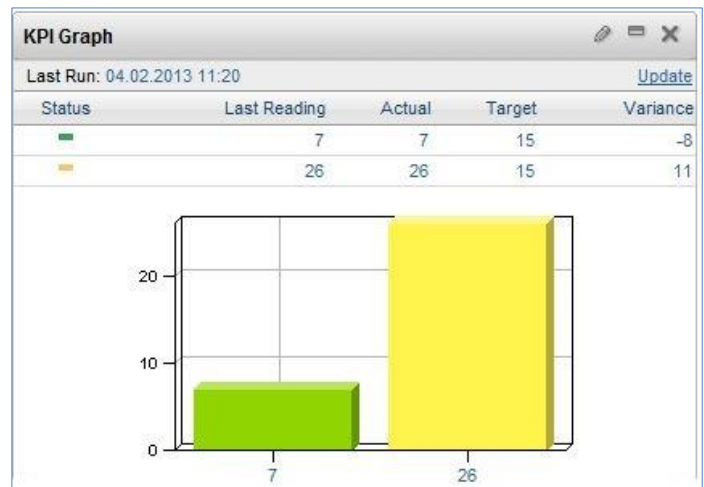 KPI Graph
Last Run: 04.02.2013 11:20 Update
Status Last Reading Actual Target Variance
7 7 15 -8
26 26 15 11
20
10
0
7 26